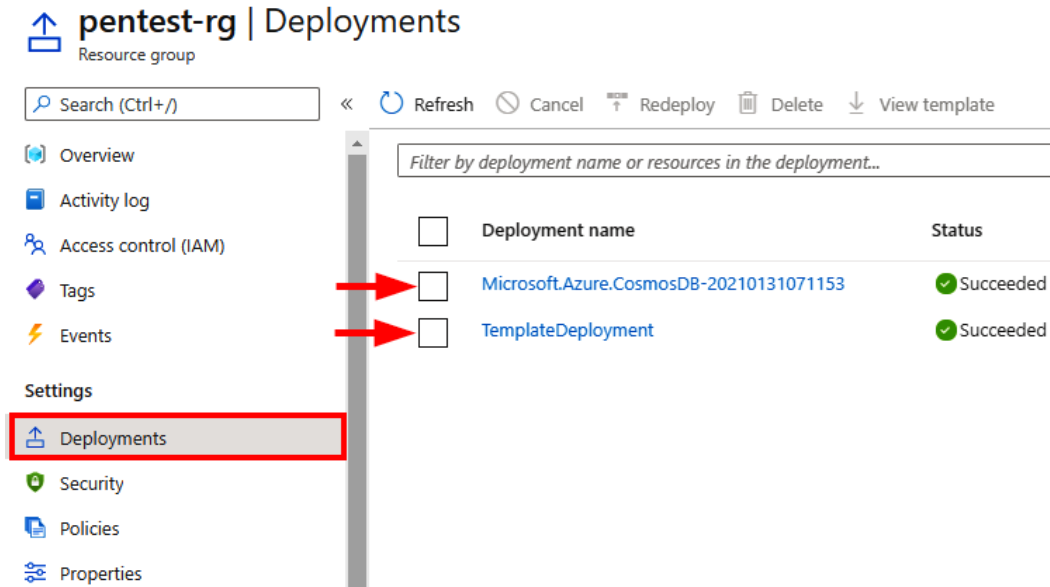 pentest-rg | Deployments
Resource group
Search (Ctrl+/)
«
Refresh
Cancel
Redeploy
Delete
View template
Overview
Activity log
Access control (IAM)
Tags
Events
Settings
Deployments
Security
Policies
Properties
Filter by deployment name or resources in the deployment...
Deployment name Status
Microsoft.Azure.CosmosDB-20210131071153 Succeeded
TemplateDeployment Succeeded